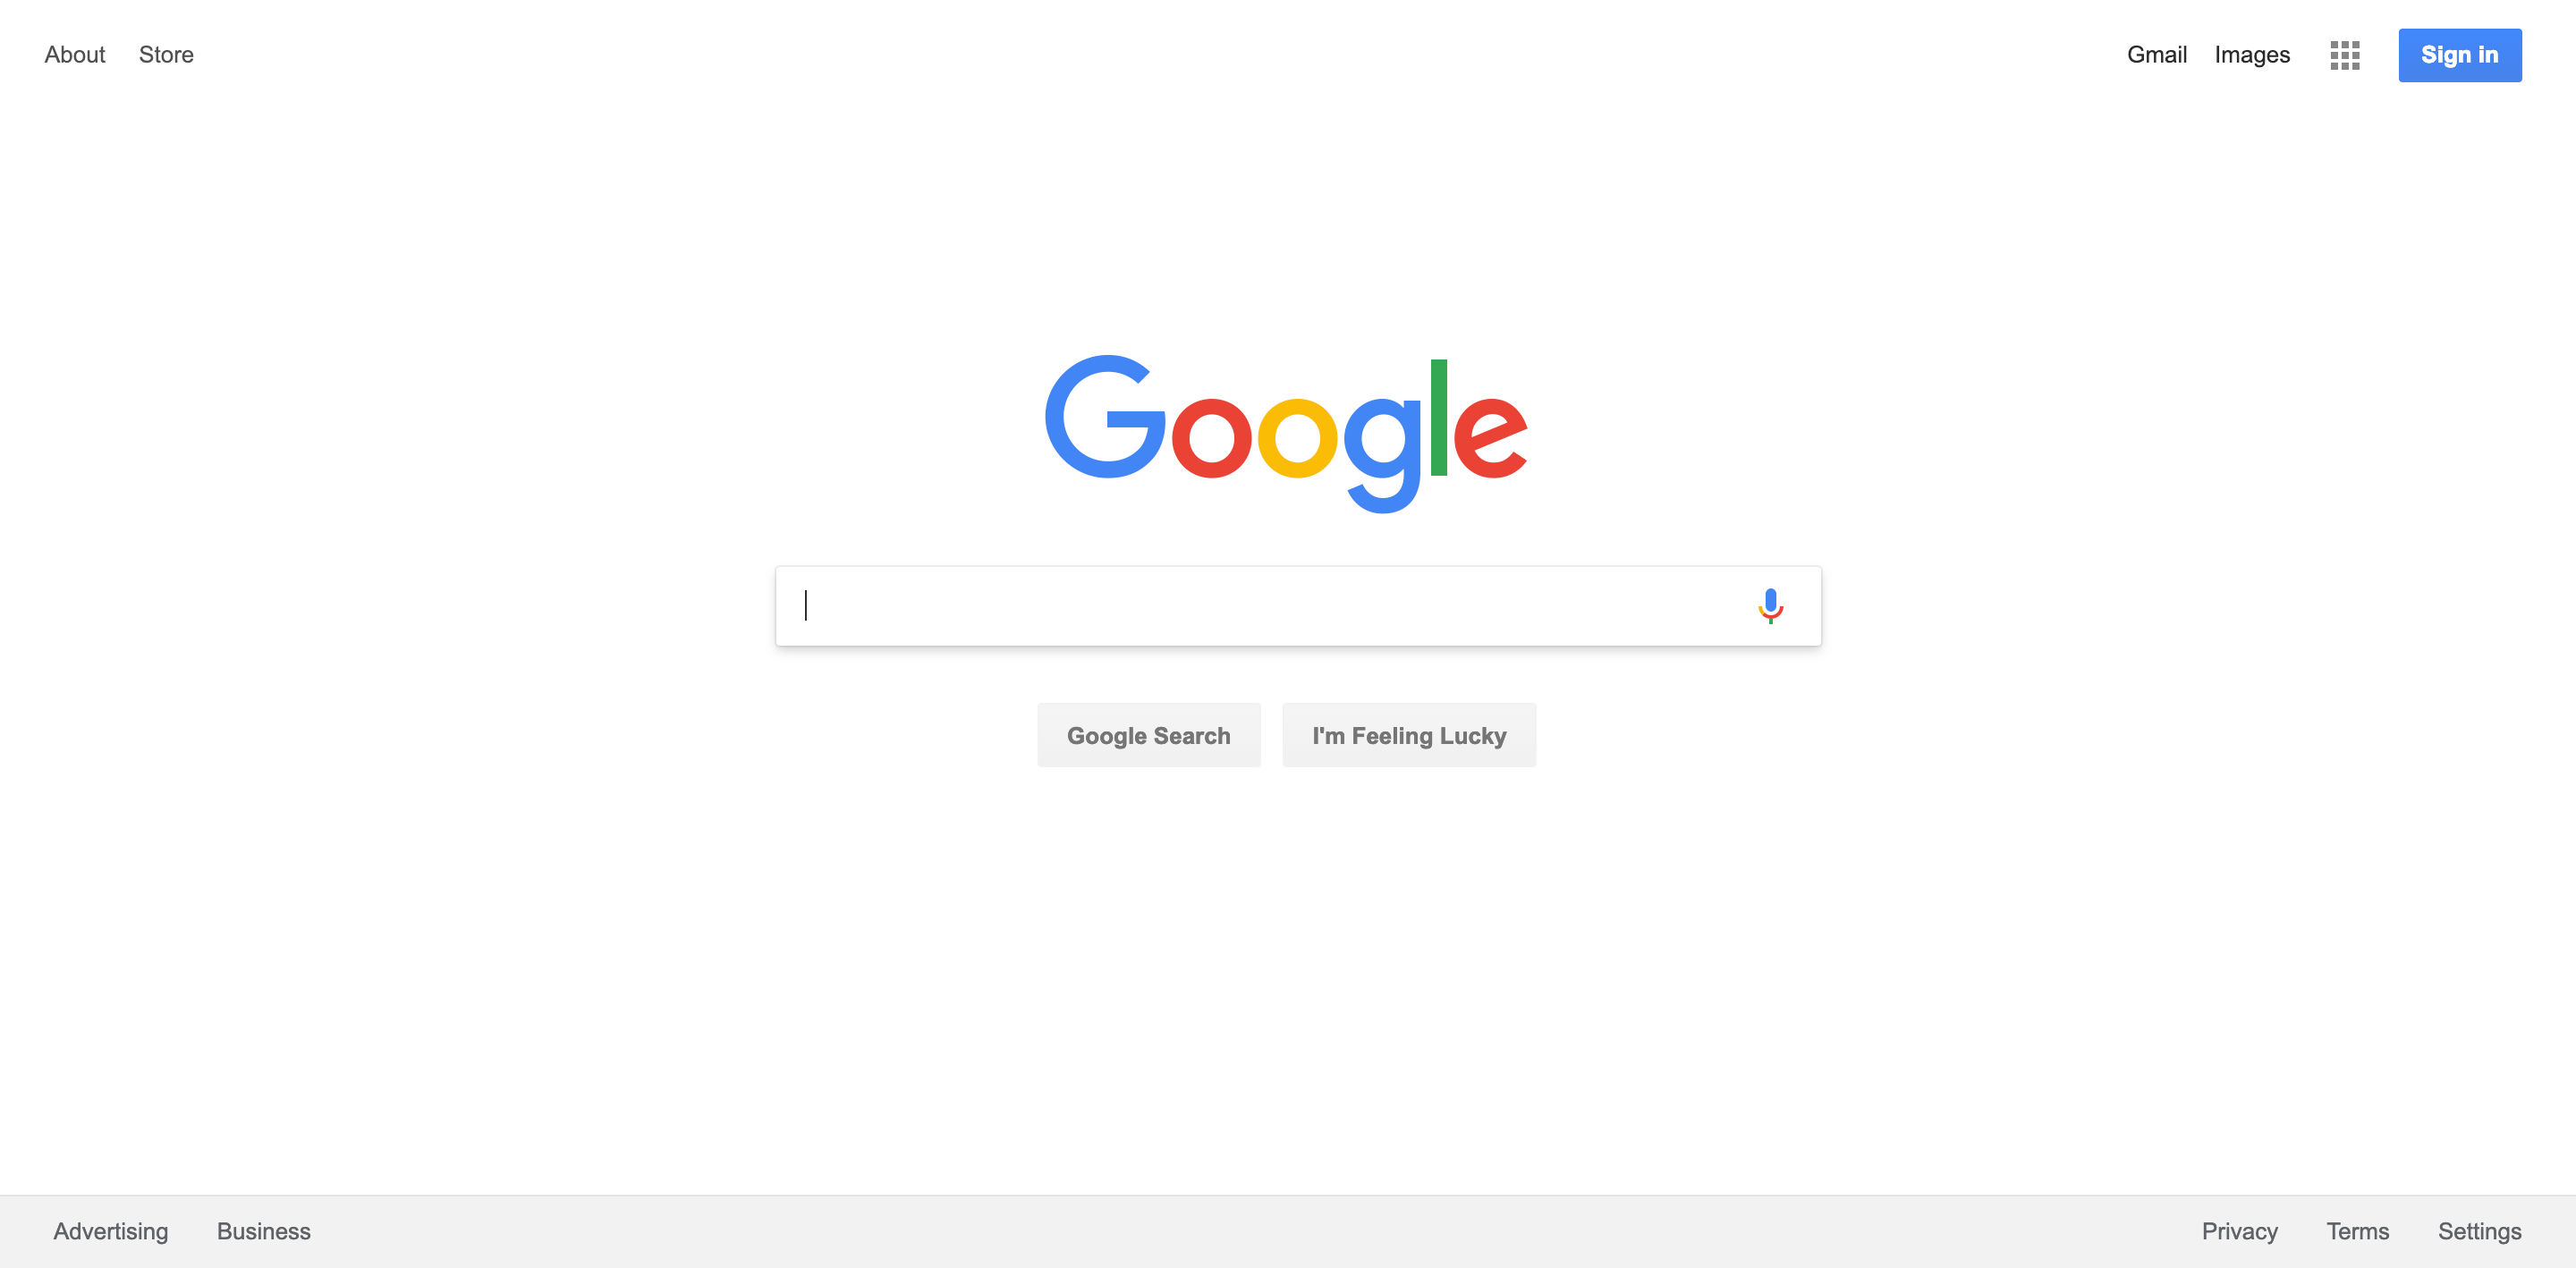 About Store Gmail Images Sign in
Google
Google Search I'm Feeling Lucky
Advertising Business Privacy Terms Settings